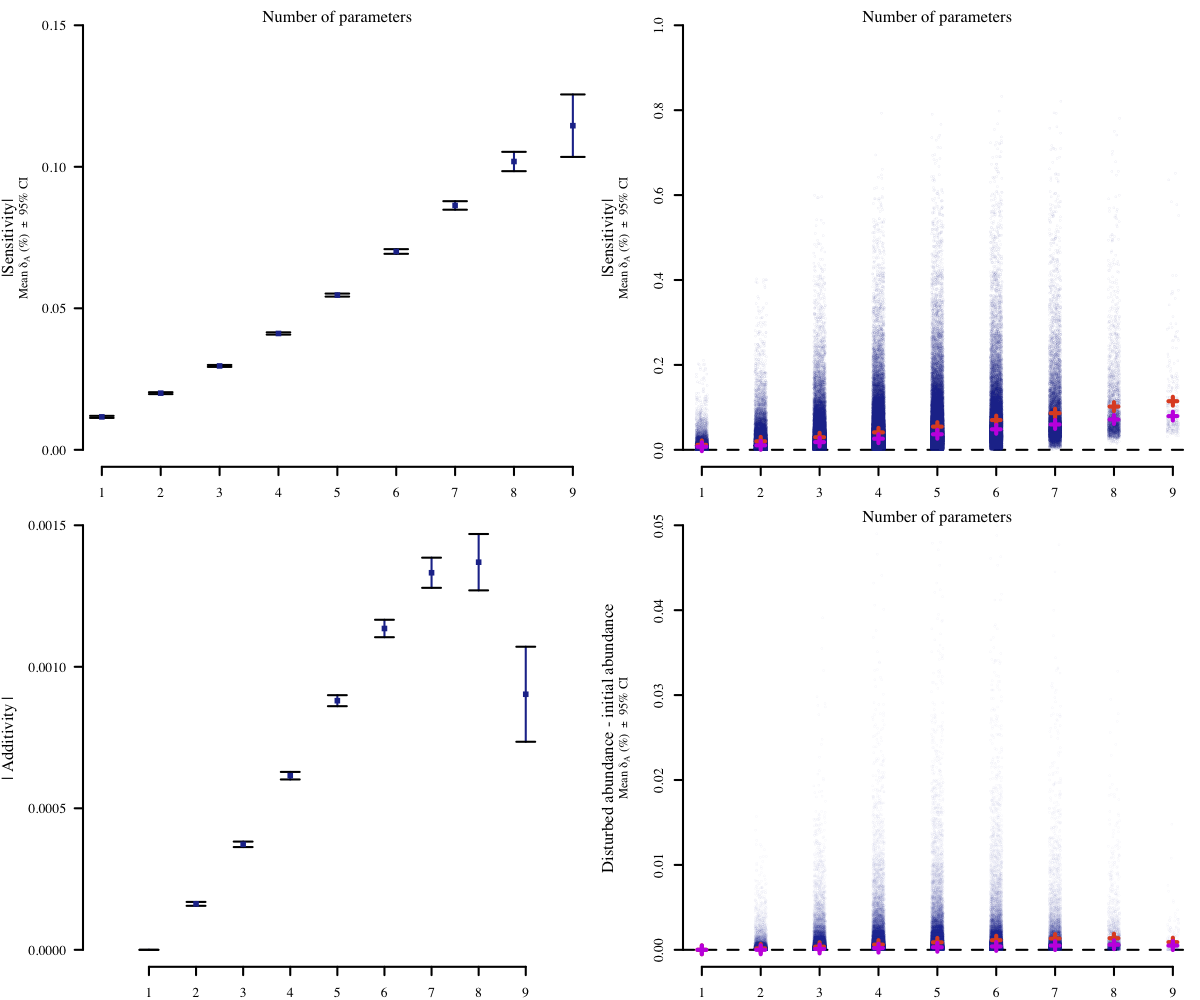 Number of parameters
0.15
0.10
0.05
0.00
|Sensitivity|
Mean δA (%) ± 95% CI
1 2 3 4 5 6 7 8 9
Number of parameters
1.0
0.8
0.6
0.4
0.2
0.0
|Sensitivity|
Mean δA (%) ± 95% CI
1 2 3 4 5 6 7 8 9
0.0015
0.0010
0.0005
0.0000
| Additivity |
1 2 3 4 5 6 7 8 9
Number of parameters
0.05
0.04
0.03
0.02
0.01
0.00
Disturbed abundance - initial abundance
Mean δA (%) ± 95% CI
1 2 3 4 5 6 7 8 9